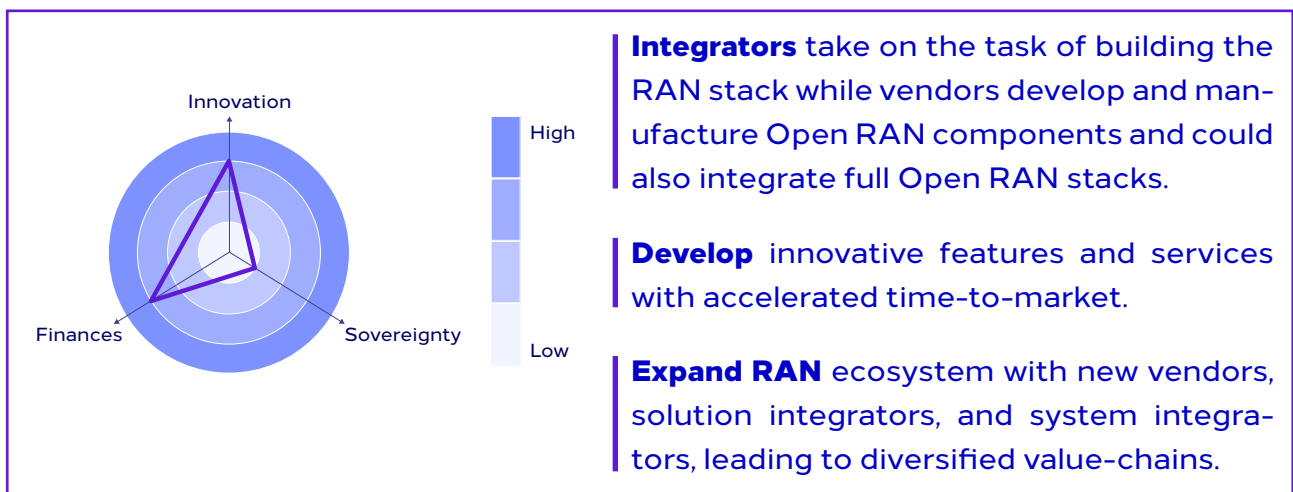 Innovation
Finances
Sovereignty
High
Low
Integrators take on the task of building the
RAN stack while vendors develop and man-
ufacture Open RAN components and could
also integrate full Open RAN stacks.
Develop innovative features and services
with accelerated time-to-market.
Expand RAN ecosystem with new vendors,
solution integrators, and system integra-
tors, leading to diversified value-chains.